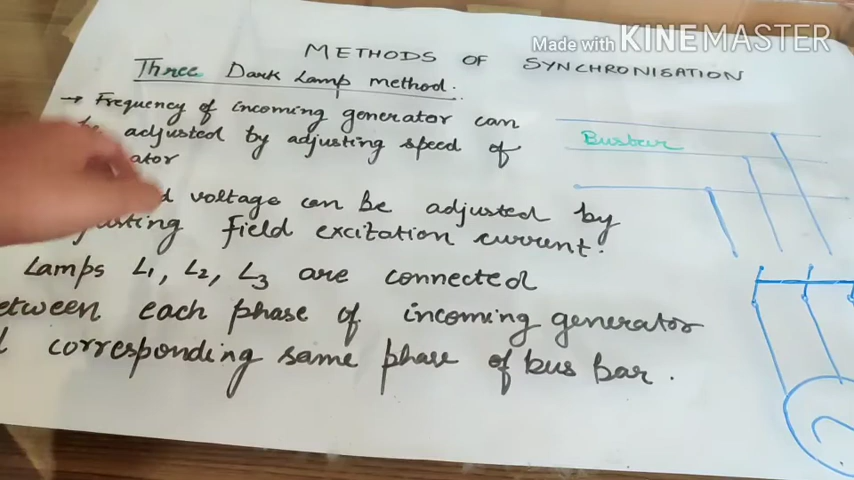 Made with KINEMASTER
METHODS OF SYNCHRONISATION
Three Dark Lamp method.
→ Frequency of incoming generator can
adjusted by adjusting speed of
voltage can be adjusted by
field excitation current.
Lamps L1, L2, L3 are connected
between each phase of incoming generator
corresponding same phase of bus bar.
Busbar